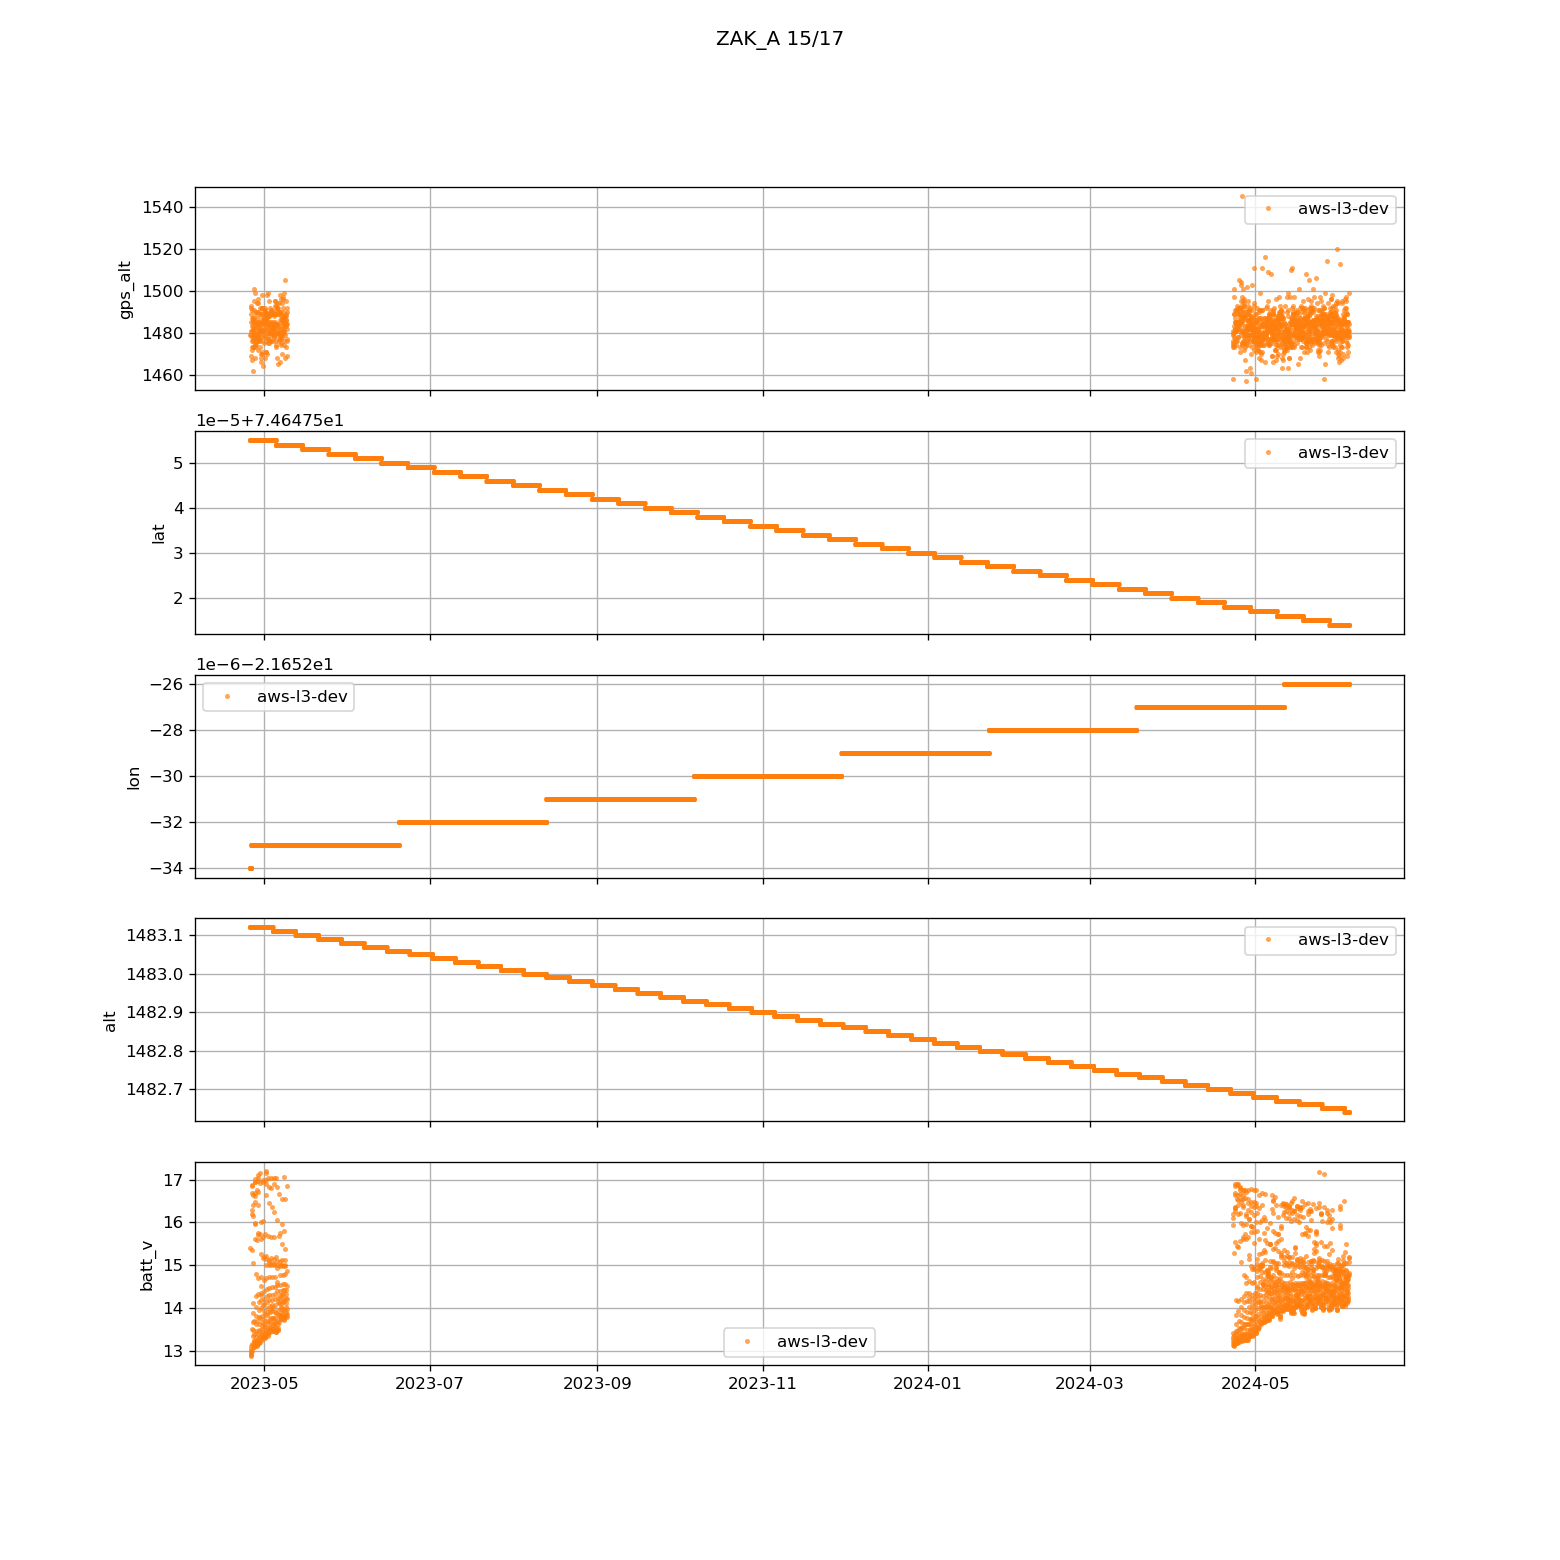 ZAK_A 15/17
1540
1520
1500
1480
1460
gps_alt
aws-l3-dev
1e−5+7.46475e1
5
4
3
2
lat
aws-l3-dev
1e−6−2.1652e1
−26
−28
−30
−32
−34
lon
aws-l3-dev
1483.1
1483.0
1482.9
1482.8
1482.7
alt
aws-l3-dev
17
16
15
14
13
batt_v
aws-l3-dev
2023-05 2023-07 2023-09 2023-11 2024-01 2024-03 2024-05